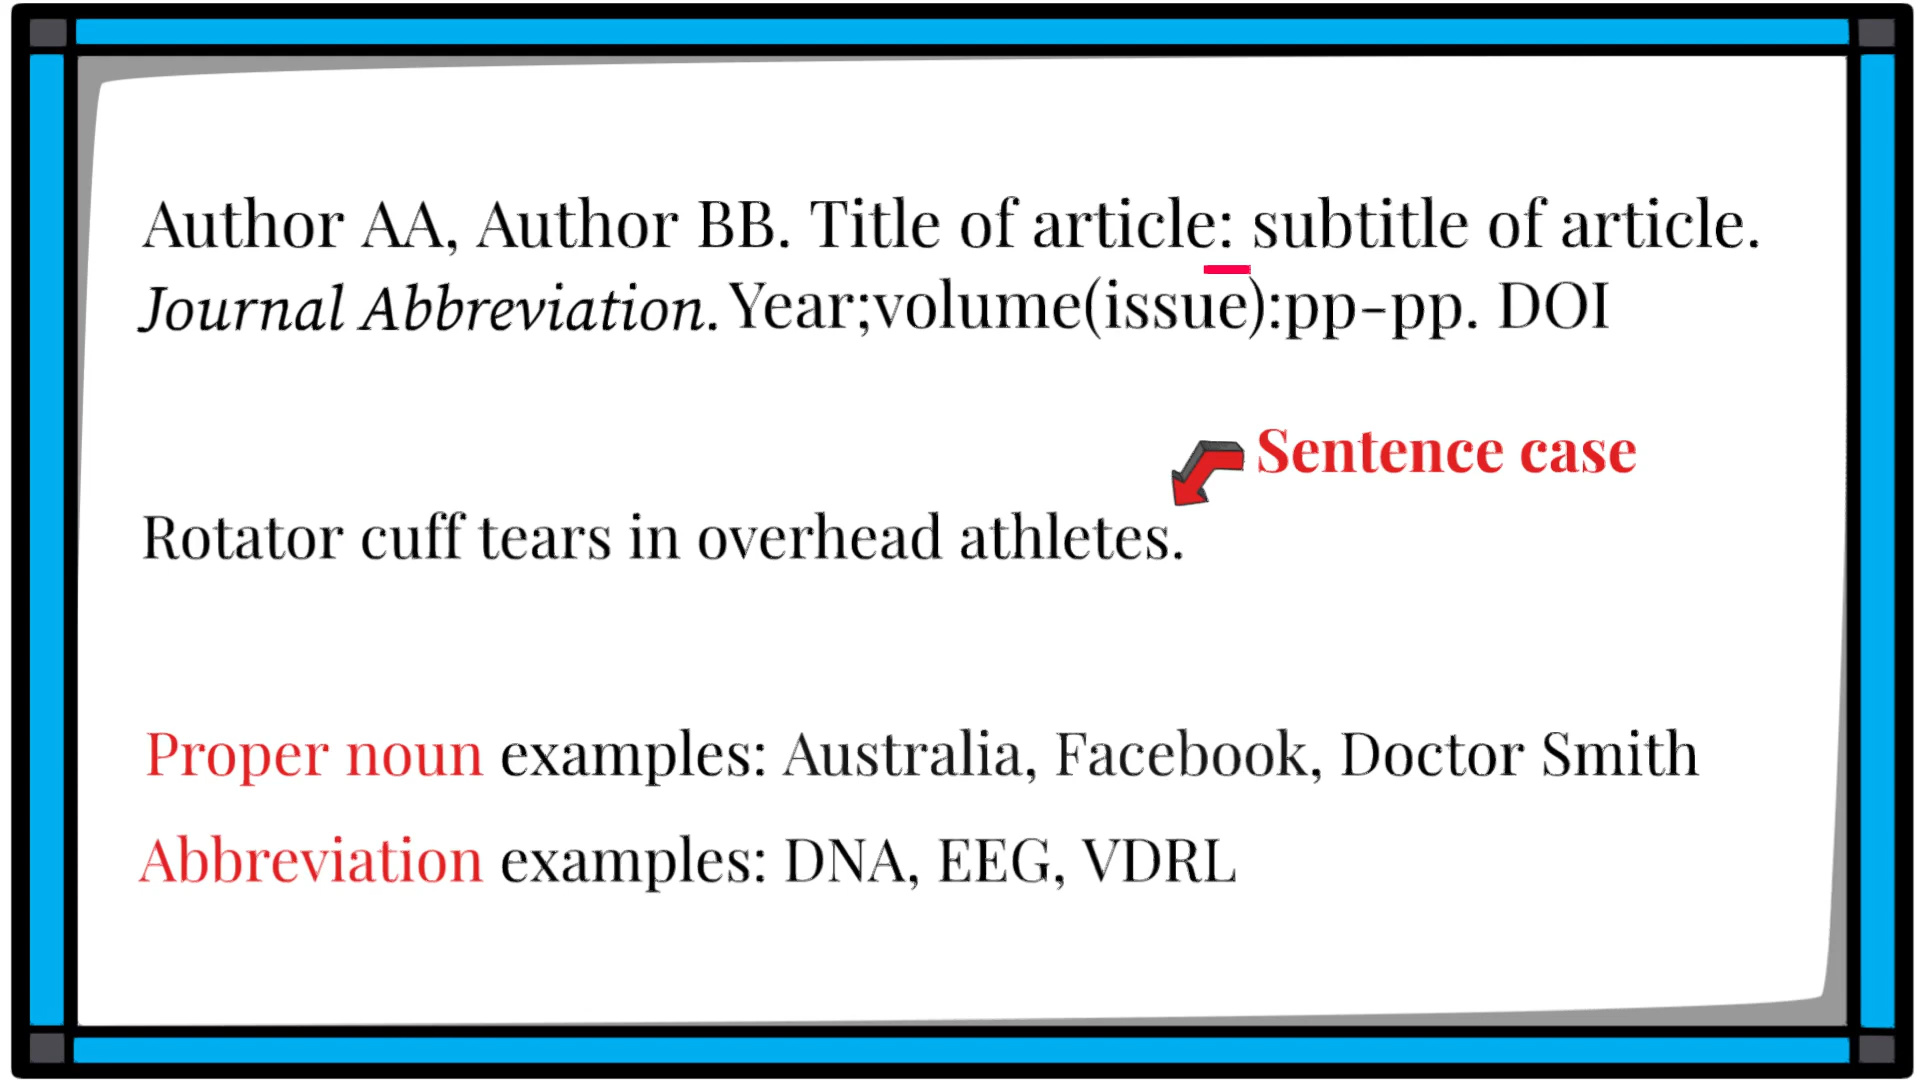 Author AA, Author BB. Title of article: subtitle of article.
Journal Abbreviation. Year;volume(issue):pp-pp. DOI
Sentence case
Rotator cuff tears in overhead athletes.
Proper noun examples: Australia, Facebook, Doctor Smith
Abbreviation examples: DNA, EEG, VDRL